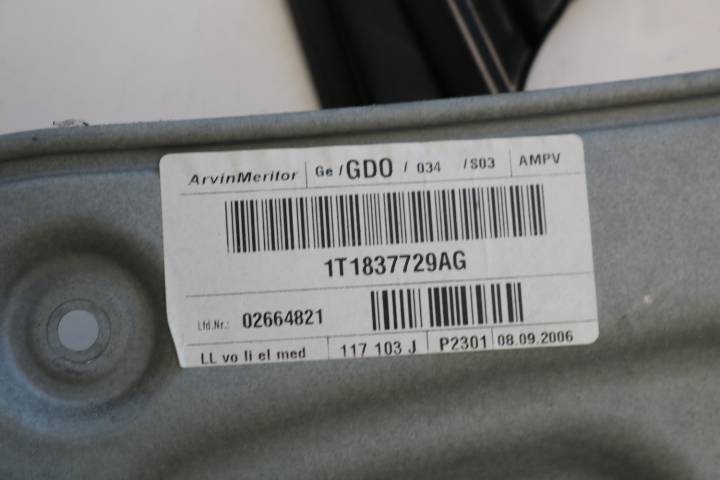 ArvinMeritor Ge / GDO / 034 / S03 AMPV
1T1837729AG
Lfd.Nr.: 02664821
LL vo li el med 117 103 J P2301 08.09.2006